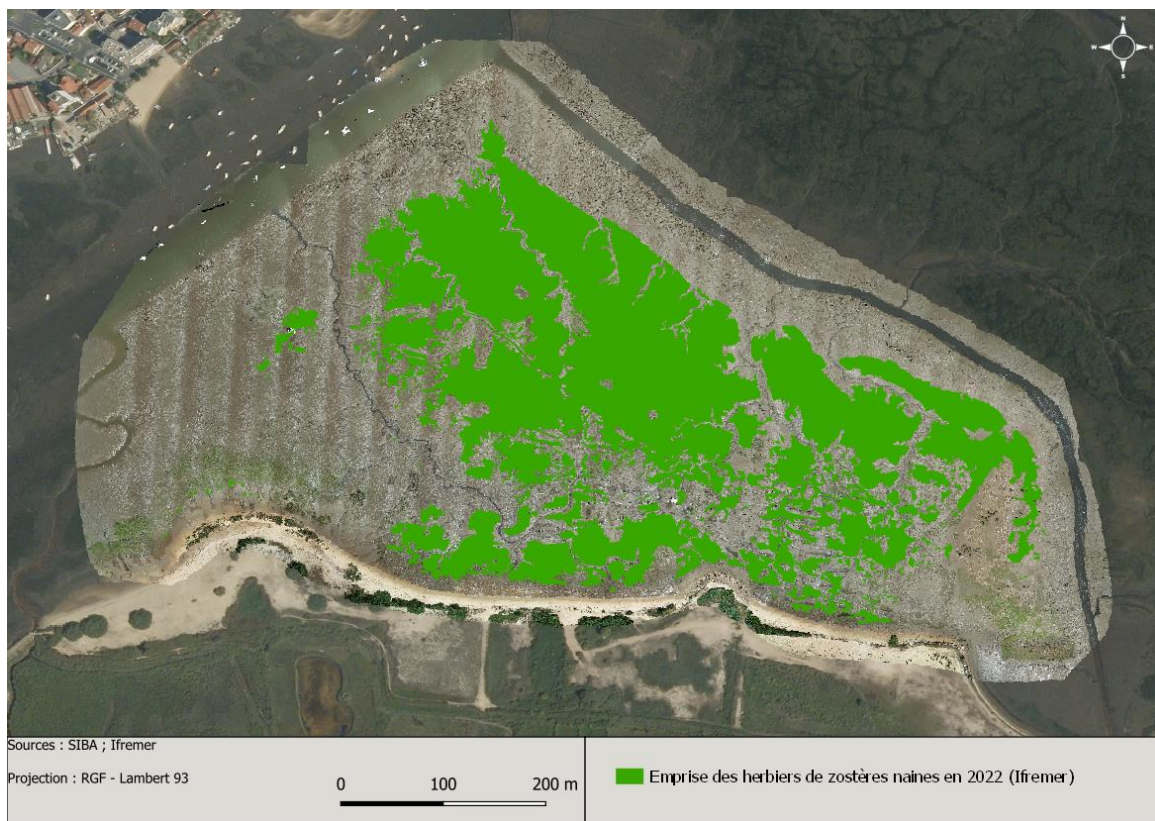 N
W E
S
Sources : SIBA ; Ifremer
Projection : RGF - Lambert 93
0 100 200 m
Emprise des herbiers de zostères naines en 2022 (Ifremer)